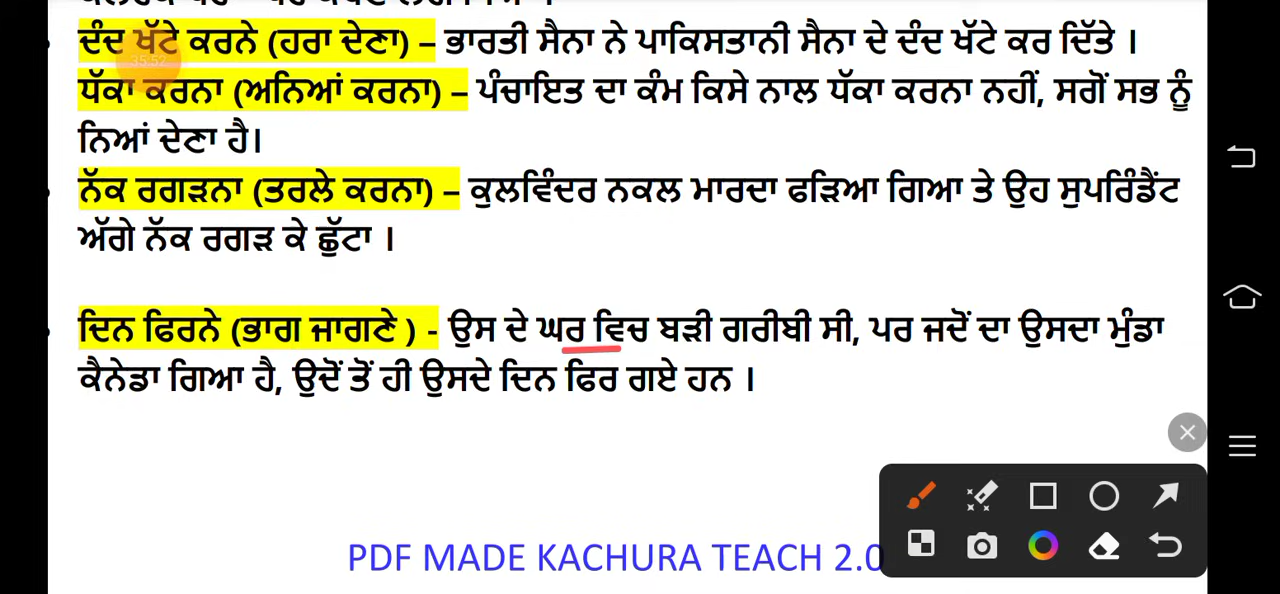 ਦੰਦ ਖੱਟੇ ਕਰਨੇ (ਹਰਾ ਦੇਣਾ) – ਭਾਰਤੀ ਸੈਨਾ ਨੇ ਪਾਕਿਸਤਾਨੀ ਸੈਨਾ ਦੇ ਦੰਦ ਖੱਟੇ ਕਰ ਦਿੱਤੇ ।
35:52
ਧੱਕਾ ਕਰਨਾ (ਅਨਿਆਂ ਕਰਨਾ) – ਪੰਚਾਇਤ ਦਾ ਕੰਮ ਕਿਸੇ ਨਾਲ ਧੱਕਾ ਕਰਨਾ ਨਹੀਂ, ਸਗੋਂ ਸਭ ਨੂੰ
ਨਿਆਂ ਦੇਣਾ ਹੈ।
ਨੱਕ ਰਗੜਨਾ (ਤਰਲੇ ਕਰਨਾ) – ਕੁਲਵਿੰਦਰ ਨਕਲ ਮਾਰਦਾ ਫੜਿਆ ਗਿਆ ਤੇ ਉਹ ਸੁਪਰਿੰਡੈਂਟ
ਅੱਗੇ ਨੱਕ ਰਗੜ ਕੇ ਛੁੱਟਾ ।
ਦਿਨ ਫਿਰਨੇ (ਭਾਗ ਜਾਗਣੇ ) - ਉਸ ਦੇ ਘਰ ਵਿਚ ਬੜੀ ਗਰੀਬੀ ਸੀ, ਪਰ ਜਦੋਂ ਦਾ ਉਸਦਾ ਮੁੰਡਾ
ਕੈਨੇਡਾ ਗਿਆ ਹੈ, ਉਦੋਂ ਤੋਂ ਹੀ ਉਸਦੇ ਦਿਨ ਫਿਰ ਗਏ ਹਨ ।
PDF MADE KACHURA TEACH 2.0